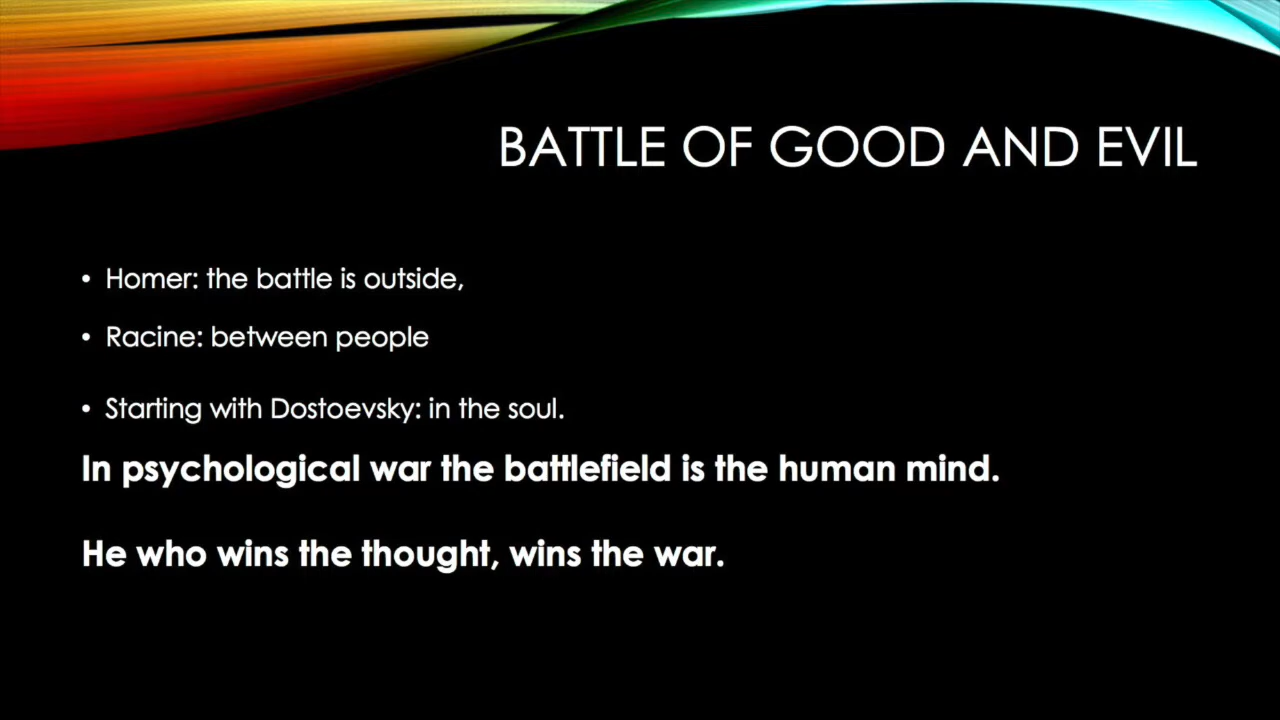 BATTLE OF GOOD AND EVIL
• Homer: the battle is outside,
• Racine: between people
• Starting with Dostoevsky: in the soul.
In psychological war the battlefield is the human mind.
He who wins the thought, wins the war.